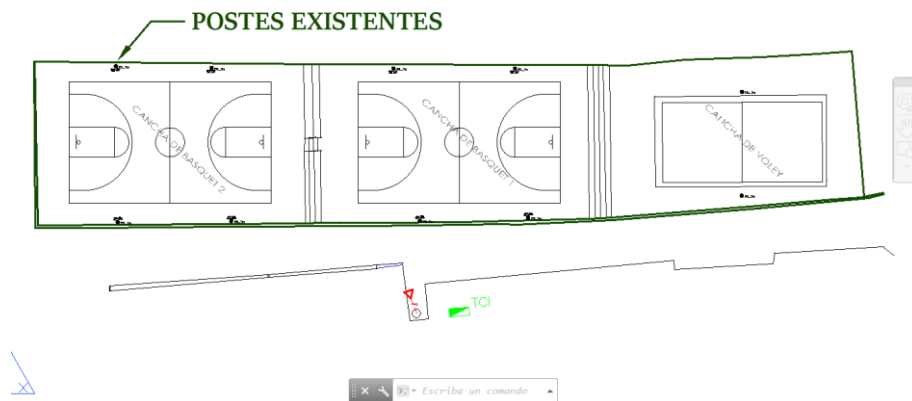 POSTES EXISTENTES
CANCHA DE BASQUET 2
CANCHA DE BASQUET 1
CANCHA DE VOLEY
TCI
X
Escriba un comando